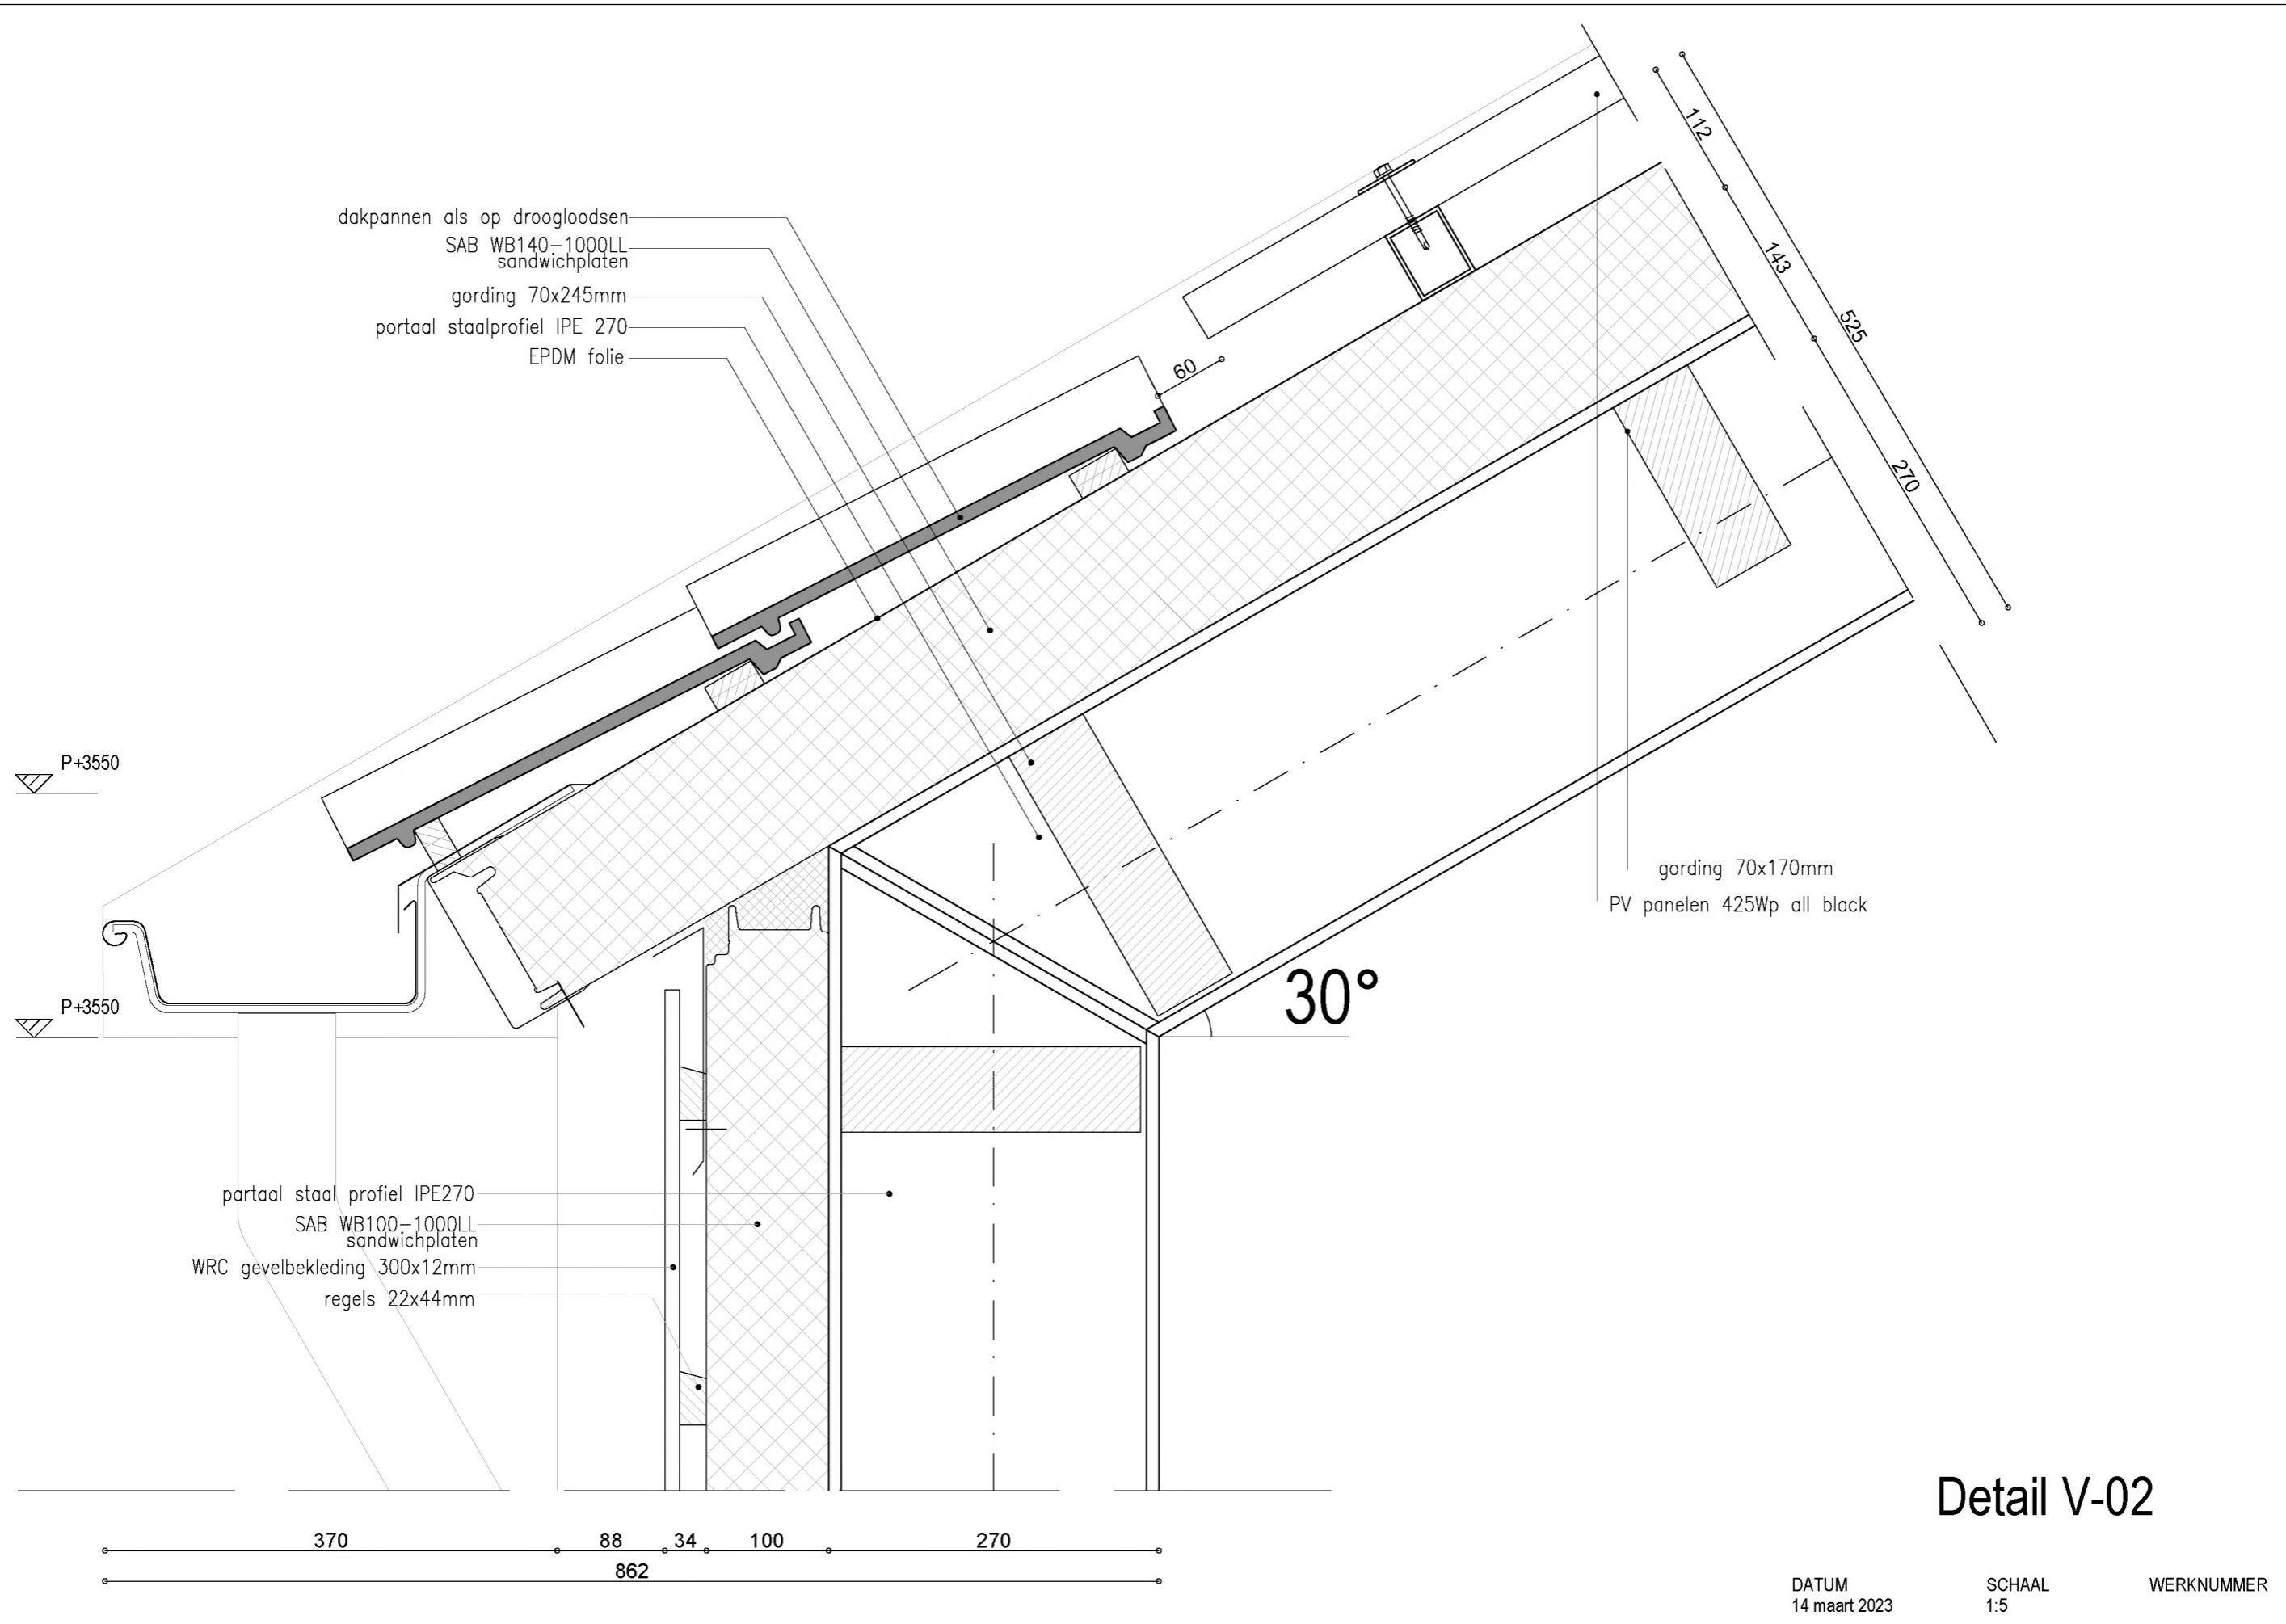 112
525
143
60
270
dakpannen als op droogloodsen
SAB WB140-1000LL
sandwichplaten
gording 70x245mm
portaal staalprofiel IPE 270
EPDM folie
P+3550
gording 70x170mm
PV panelen 425Wp all black
30°
P+3550
partaal staal profiel IPE270
SAB WB100-1000LL
sandwichplaten
WRC gevelbekleding 300x12mm
regels 22x44mm
Detail V-02
370 88 34 100 270
862
DATUM SCHAAL WERKNUMMER
14 maart 2023 1:5